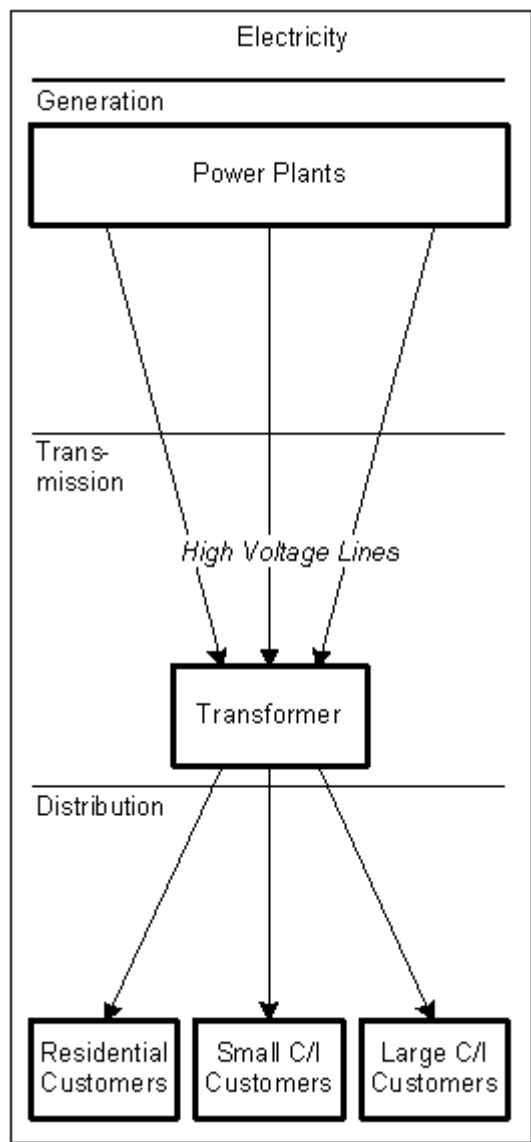 Electricity
Generation
Power Plants
Trans-
mission
High Voltage Lines
Transformer
Distribution
Residential
Customers
Small C/I
Customers
Large C/I
Customers